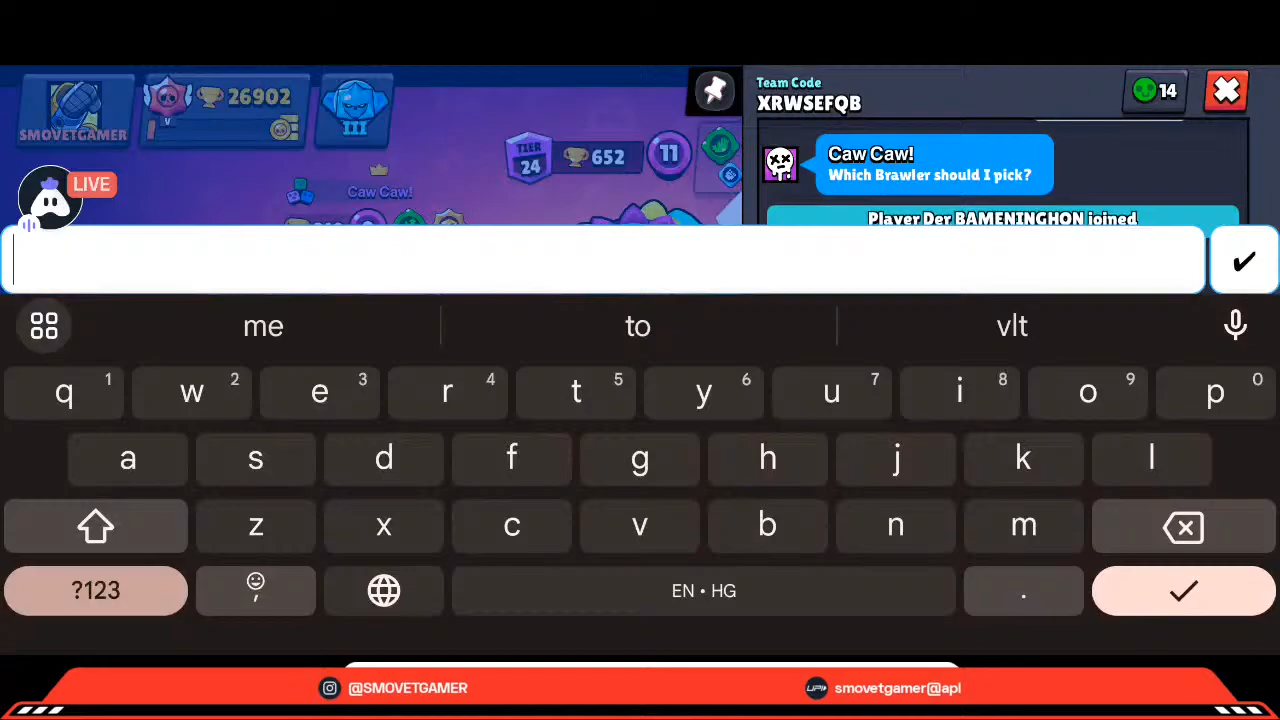 SMOVETGAMER
V
26902
III
TIER
24
652
11
Caw Caw!
LIVE
Team Code
XRWSEFQB
14
Caw Caw!
Which Brawler should I pick?
Player Der BAMENINGHON joined
me to vlt
q 1 w 2 e 3 r 4 t 5 y 6 u 7 i 8 o 9 p 0
a s d f g h j k l
z x c v b n m
?123 , EN • HG .
@SMOVETGAMER
UPI smovetgamer@apl